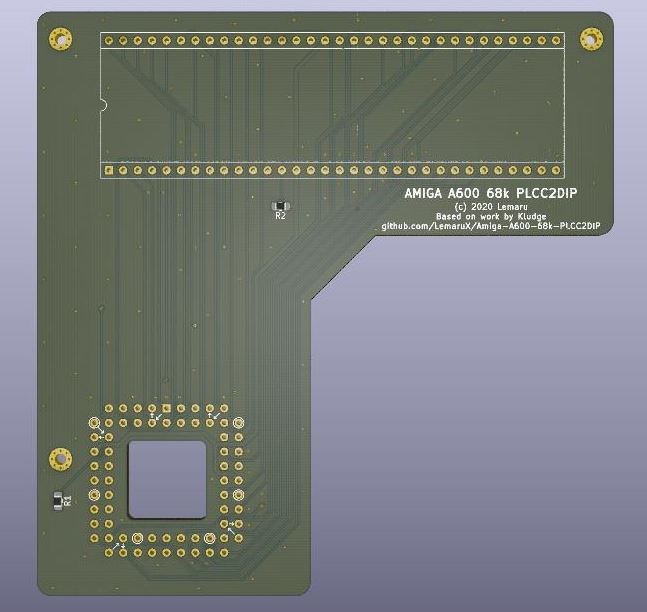 AMIGA A600 68k PLCC2DIP
(c) 2020 Lemaru
Based on work by Kludge
github.com/LemaruX/Amiga-A600-68k-PLCC2DIP
R2
R1